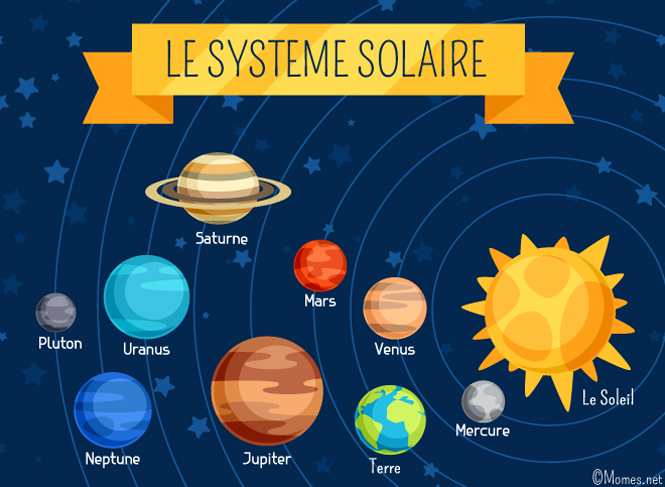 LE SYSTEME SOLAIRE
Saturne
Mars
Pluton
Uranus
Venus
Le Soleil
Mercure
Neptune
Jupiter
Terre
©Momes.net